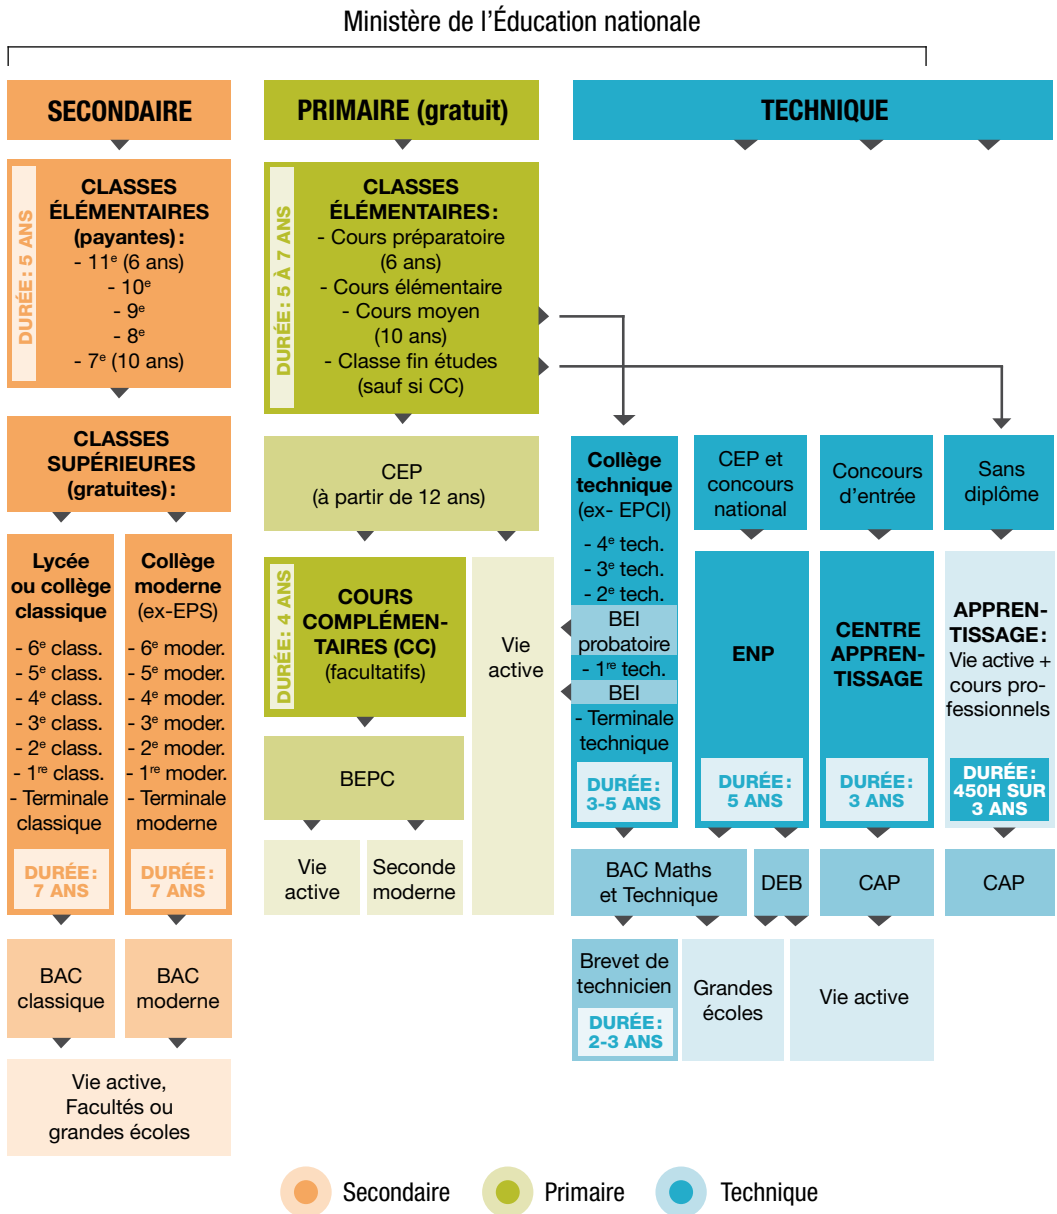 Ministère de l'Éducation nationale
SECONDAIRE
DURÉE : 5 ANS
CLASSES
ÉLÉMENTAIRES
(payantes) :
- 11e (6 ans)
- 10e
- 9e
- 8e
- 7e (10 ans)
CLASSES
SUPÉRIEURES
(gratuites) :
Lycée
ou collège
classique
- 6e class.
- 5e class.
- 4e class.
- 3e class.
- 2e class.
- 1re class.
- Terminale
classique
DURÉE :
7 ANS
Collège
moderne
(ex-EPS)
- 6e moder.
- 5e moder.
- 4e moder.
- 3e moder.
- 2e moder.
- 1re moder.
- Terminale
moderne
DURÉE :
7 ANS
BAC
classique
BAC
moderne
Vie active,
Facultés ou
grandes écoles
PRIMAIRE (gratuit)
DURÉE : 5 À 7 ANS
CLASSES
ÉLÉMENTAIRES :
- Cours préparatoire
(6 ans)
- Cours élémentaire
- Cours moyen
(10 ans)
- Classe fin études
(sauf si CC)
CEP
(à partir de 12 ans)
DURÉE : 4 ANS
COURS
COMPLÉMEN-
TAIRES (CC)
(facultatifs)
Vie
active
BEPC
Vie
active
Seconde
moderne
TECHNIQUE
Collège
technique
(ex- EPCI)
- 4e tech.
- 3e tech.
- 2e tech.
BEI
probatoire
- 1re tech.
BEI
- Terminale
technique
DURÉE :
3-5 ANS
CEP et
concours
national
ENP
DURÉE :
5 ANS
Concours
d'entrée
CENTRE
APPREN-
TISSAGE
DURÉE :
3 ANS
Sans
diplôme
APPREN-
TISSAGE :
Vie active +
cours pro-
fessionnels
DURÉE :
450H SUR
3 ANS
BAC Maths
et Technique
DEB
CAP
CAP
Brevet de
technicien
DURÉE :
2-3 ANS
Grandes
écoles
Vie active
Secondaire
Primaire
Technique